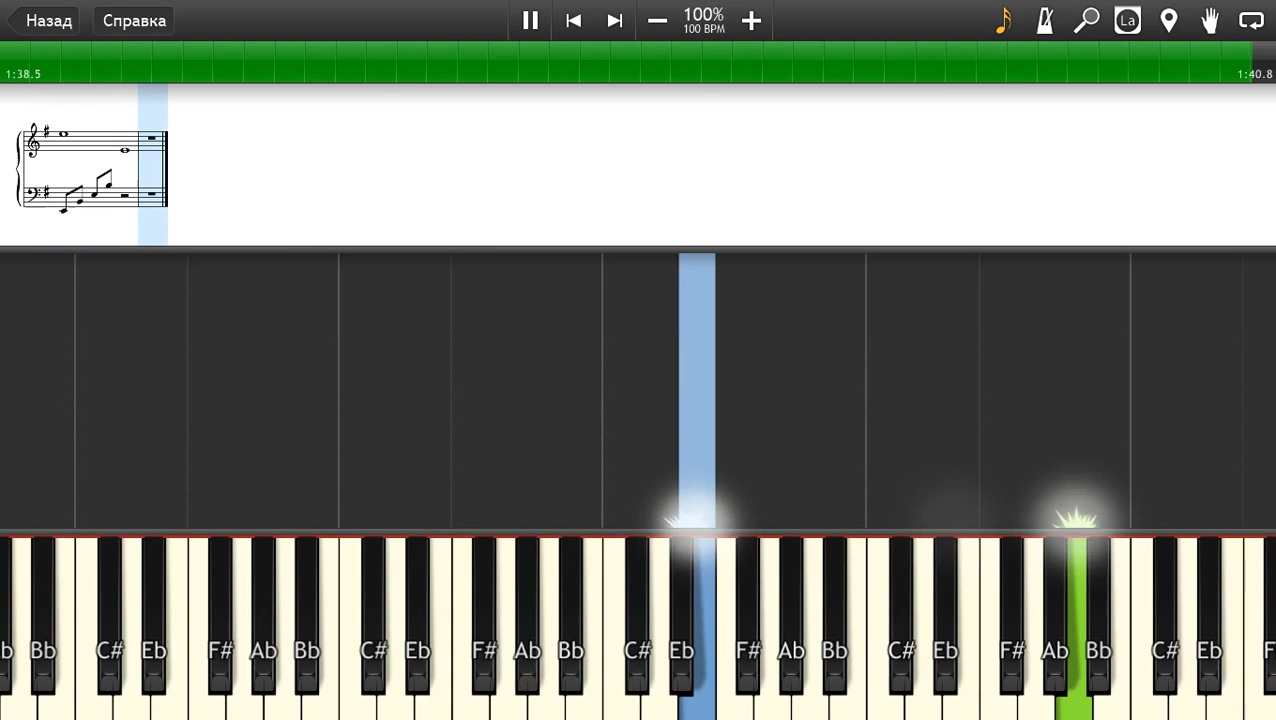 Назад Справка 100% La
100 BPM
1:38.5 1:40.8
b Bb C# Eb F# Ab Bb C# Eb F# Ab Bb C# Eb F# Ab Bb C# Eb F# Ab Bb C# Eb F